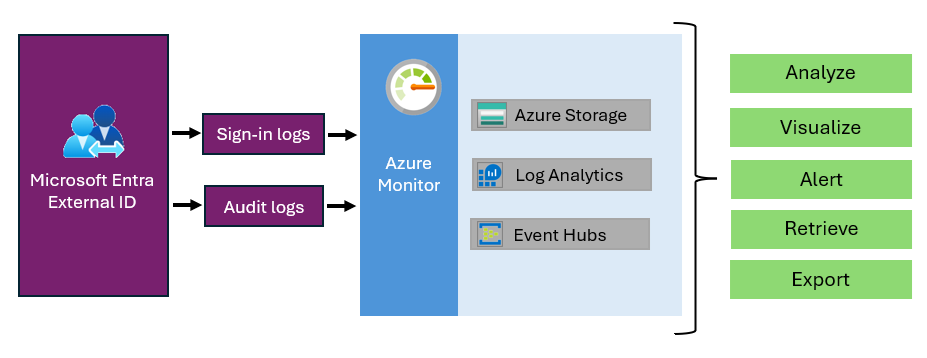 Microsoft Entra
External ID
Sign-in logs
Audit logs
Azure
Monitor
Azure Storage
Log Analytics
Event Hubs
Analyze
Visualize
Alert
Retrieve
Export